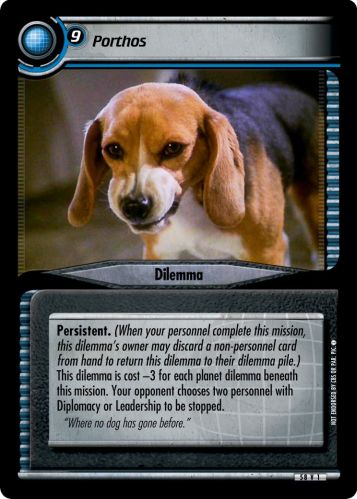 9 Porthos
Dilemma
Persistent. (When your personnel complete this mission,
this dilemma's owner may discard a non-personnel card
from hand to return this dilemma to their dilemma pile.)
This dilemma is cost –3 for each planet dilemma beneath
this mission. Your opponent chooses two personnel with
Diplomacy or Leadership to be stopped.
"Where no dog has gone before."
NOT ENDORSED BY CBS OR PAR. PIC.